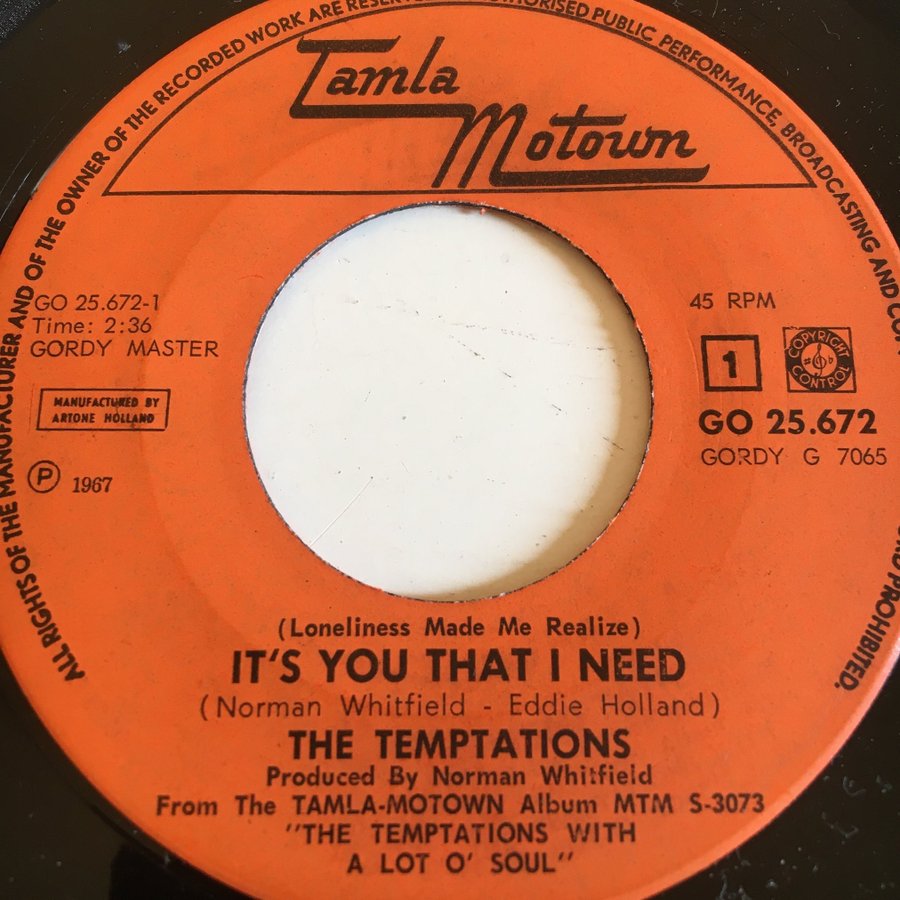 ALL RIGHTS OF THE MANUFACTURER AND OF THE OWNER OF THE RECORDED WORK ARE RESERVED. PUBLIC PERFORMANCE, BROADCASTING AND PROHIBITED.
Tamla
Motown
GO 25.672-1
Time: 2:36
GORDY MASTER
MANUFACTURED BY
ARTONE HOLLAND
℗ 1967
45 RPM
1
COPYRIGHT
CONTROL
GO 25.672
GORDY G 7065
(Loneliness Made Me Realize)
IT'S YOU THAT I NEED
(Norman Whitfield - Eddie Holland)
THE TEMPTATIONS
Produced By Norman Whitfield
From The TAMLA-MOTOWN Album MTM S-3073
"THE TEMPTATIONS WITH
A LOT O' SOUL"